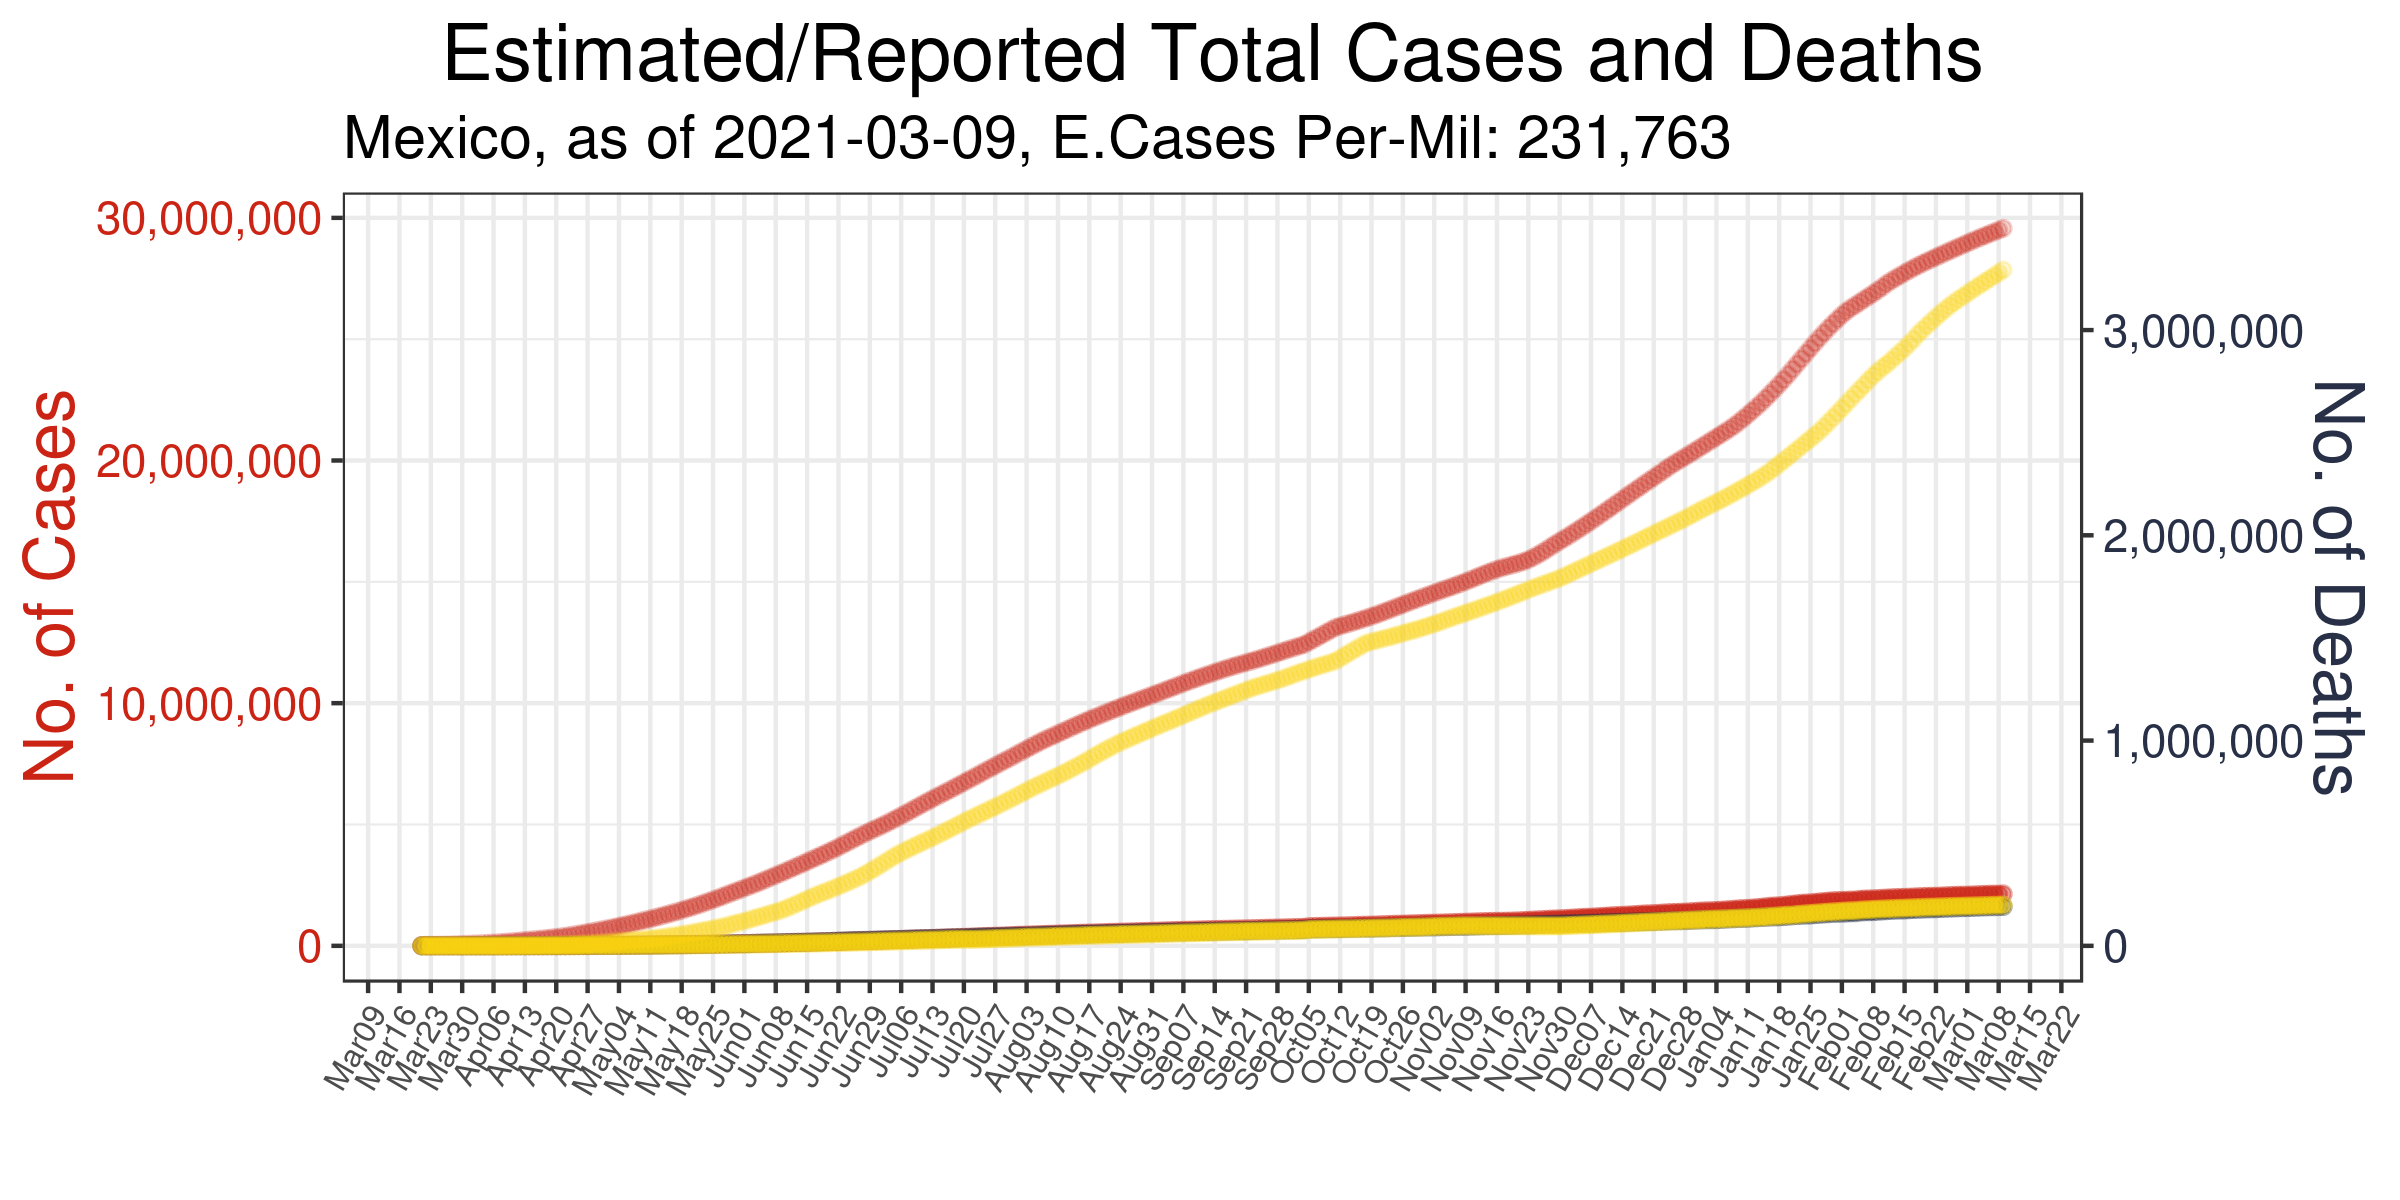 Estimated/Reported Total Cases and Deaths
Mexico, as of 2021-03-09, E.Cases Per-Mil: 231,763
No. of Cases
30,000,000
20,000,000
10,000,000
0
3,000,000
2,000,000
1,000,000
0
No. of Deaths
Mar09
Mar16
Mar23
Mar30
Apr06
Apr13
Apr20
Apr27
May04
May11
May18
May25
Jun01
Jun08
Jun15
Jun22
Jun29
Jul06
Jul13
Jul20
Jul27
Aug03
Aug10
Aug17
Aug24
Aug31
Sep07
Sep14
Sep21
Sep28
Oct05
Oct12
Oct19
Oct26
Nov02
Nov09
Nov16
Nov23
Nov30
Dec07
Dec14
Dec21
Dec28
Jan04
Jan11
Jan18
Jan25
Feb01
Feb08
Feb15
Feb22
Mar01
Mar08
Mar15
Mar22